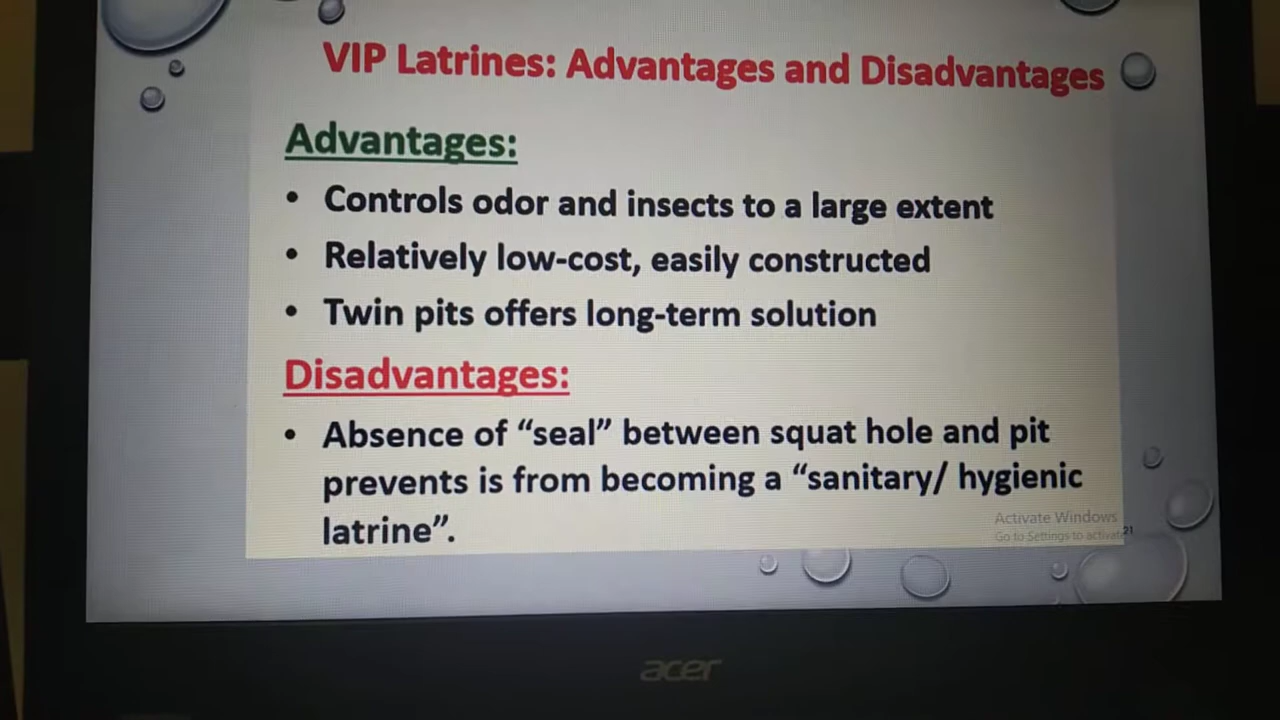 VIP Latrines: Advantages and Disadvantages
Advantages:
• Controls odor and insects to a large extent
• Relatively low-cost, easily constructed
• Twin pits offers long-term solution
Disadvantages:
• Absence of “seal” between squat hole and pit
prevents is from becoming a “sanitary/ hygienic
latrine”.
Activate Windows
Go to Settings to activat
21
acer